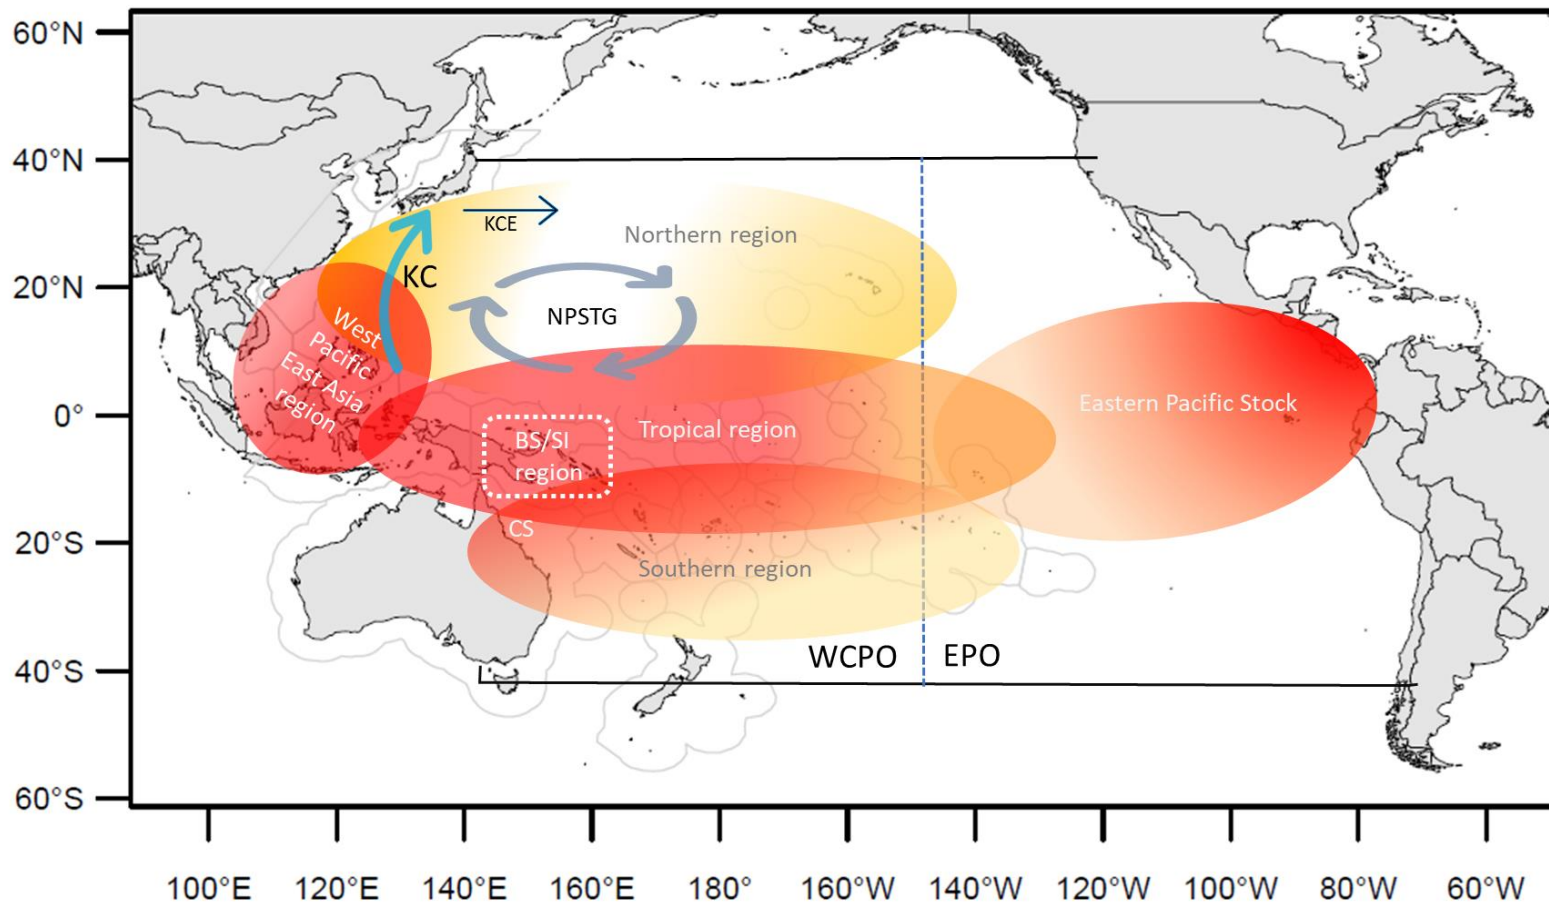 60°N
40°N
20°N
0°
20°S
40°S
60°S
KCE
Northern region
KC
NPSTG
West
Pacific
East Asia
region
Eastern Pacific Stock
Tropical region
BS/SI
region
CS
Southern region
WCPO
EPO
100°E
120°E
140°E
160°E
180°
160°W
140°W
120°W
100°W
80°W
60°W